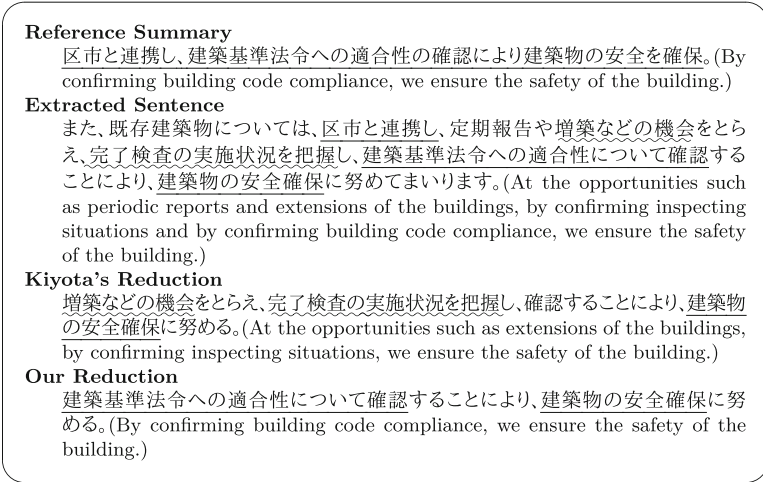 Reference Summary
区市と連携し、建築基準法令への適合性の確認により建築物の安全を確保。(By
confirming building code compliance, we ensure the safety of the building.)
Extracted Sentence
また、既存建築物については、区市と連携し、定期報告や増築などの機会をとら
え、完了検査の実施状況を把握し、建築基準法令への適合性について確認する
ことにより、建築物の安全確保に努めてまいります。(At the opportunities such
as periodic reports and extensions of the buildings, by confirming inspecting
situations and by confirming building code compliance, we ensure the safety
of the building.)
Kiyota's Reduction
増築などの機会をとらえ、完了検査の実施状況を把握し、確認することにより、建築物
の安全確保に努める。(At the opportunities such as extensions of the buildings,
by confirming inspecting situations, we ensure the safety of the building.)
Our Reduction
建築基準法令への適合性について確認することにより、建築物の安全確保に努
める。(By confirming building code compliance, we ensure the safety of the
building.)